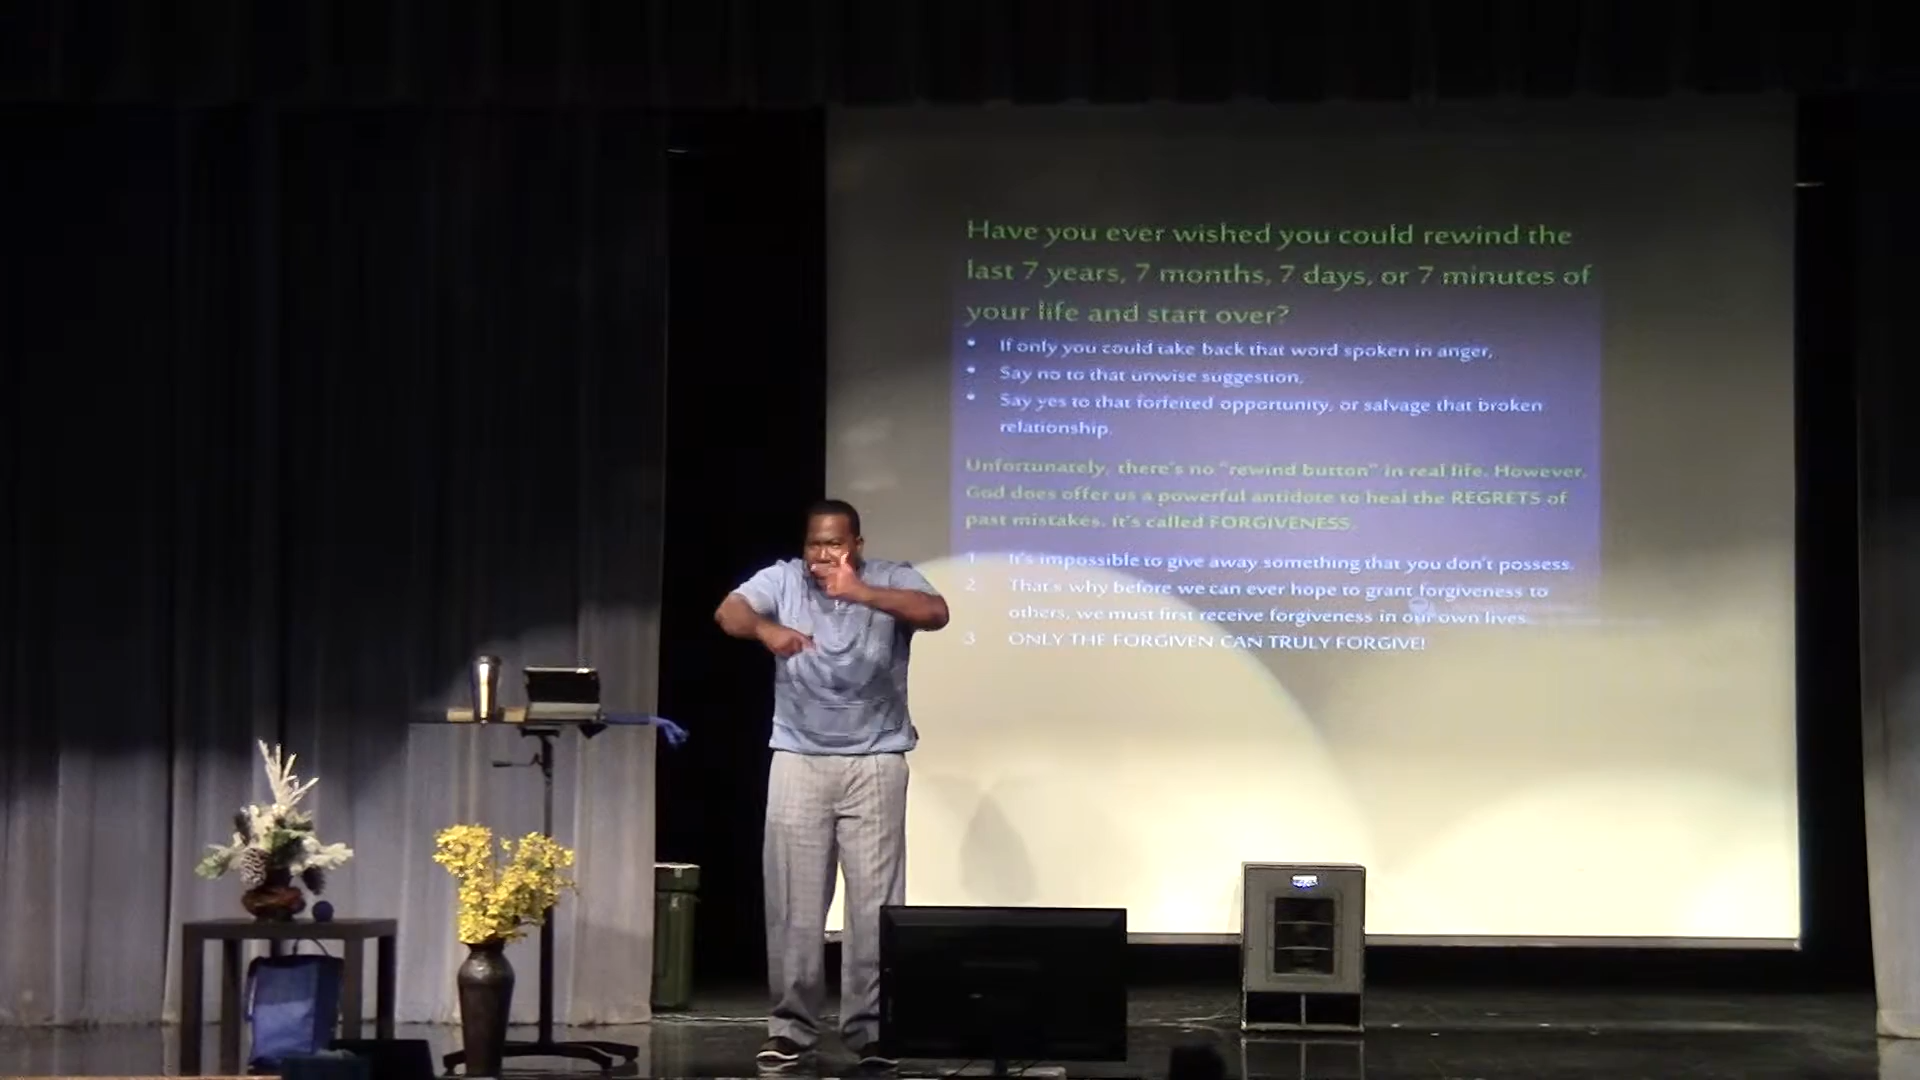 Have you ever wished you could rewind the
last 7 years, 7 months, 7 days, or 7 minutes of
your life and start over?
• If only you could take back that word spoken in anger,
• Say no to that unwise suggestion,
• Say yes to that forfeited opportunity, or salvage that broken
relationship.
Unfortunately, there's no "rewind button" in real life. However,
God does offer us a powerful antidote to heal the REGRETS of
past mistakes. It's called FORGIVENESS.
1. It's impossible to give away something that you don't possess.
2. That's why before we can ever hope to grant forgiveness to
others, we must first receive forgiveness in our own lives.
3. ONLY THE FORGIVEN CAN TRULY FORGIVE!